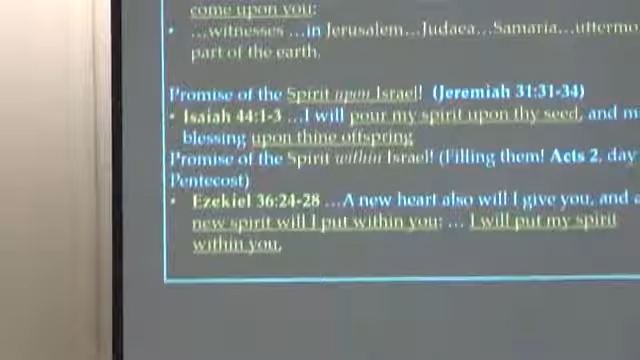 come upon you:
• …witnesses …in Jerusalem…Judaea…Samaria…uttermo
part of the earth.
Promise of the Spirit upon Israel! (Jeremiah 31:31-34)
• Isaiah 44:1-3 …I will pour my spirit upon thy seed, and m
blessing upon thine offspring
Promise of the Spirit within Israel! (Filling them! Acts 2, day
Pentecost)
• Ezekiel 36:24-28 …A new heart also will I give you, and a
new spirit will I put within you: … I will put my spirit
within you,